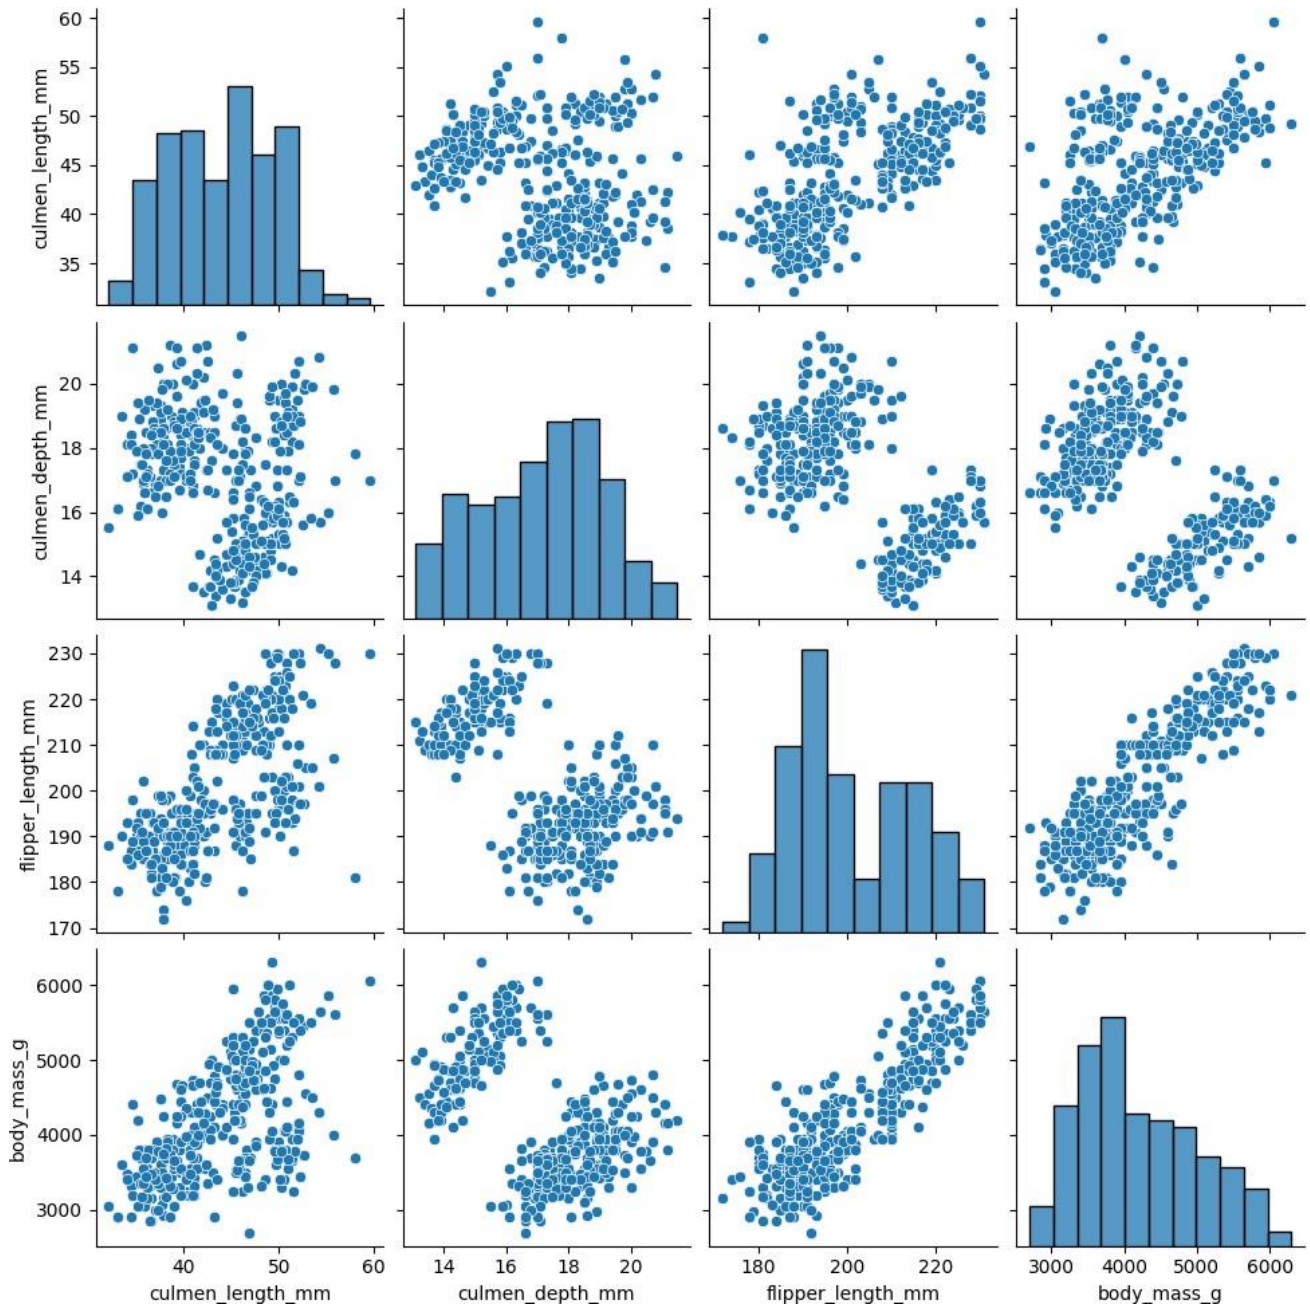 60
55
50
45
40
35
culmen_length_mm
20
18
16
14
culmen_depth_mm
230
220
210
200
190
180
170
flipper_length_mm
6000
5000
4000
3000
body_mass_g
40 50 60
culmen_length_mm
14 16 18 20
culmen_depth_mm
180 200 220
flipper_length_mm
3000 4000 5000 6000
body_mass_g